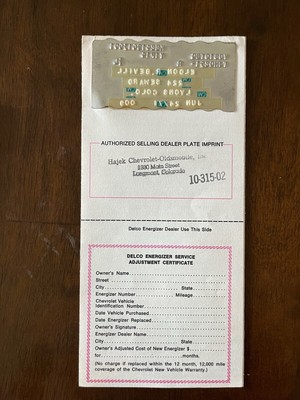 AUTHORIZED SELLING DEALER PLATE IMPRINT
Hajek Chevrolet-Oldsmobile, Inc
1330 Main Street
Longmont, Colorado
10-315-02
Delco Energizer Dealer Use This Side
DELCO ENERGIZER SERVICE
ADJUSTMENT CERTIFICATE
Owner's Name
Street
City State
Energizer Number Mileage
Chevrolet Vehicle
Identification Number
Date Vehicle Purchased
Date Energizer Replaced
Owner's Signature
Energizer Dealer Name
City State
Owner's Adjusted Cost of New Energizer $
for months.
(No charge if replaced within the 12 month, 12,000 mile
coverage of the Chevrolet New Vehicle Warranty.)